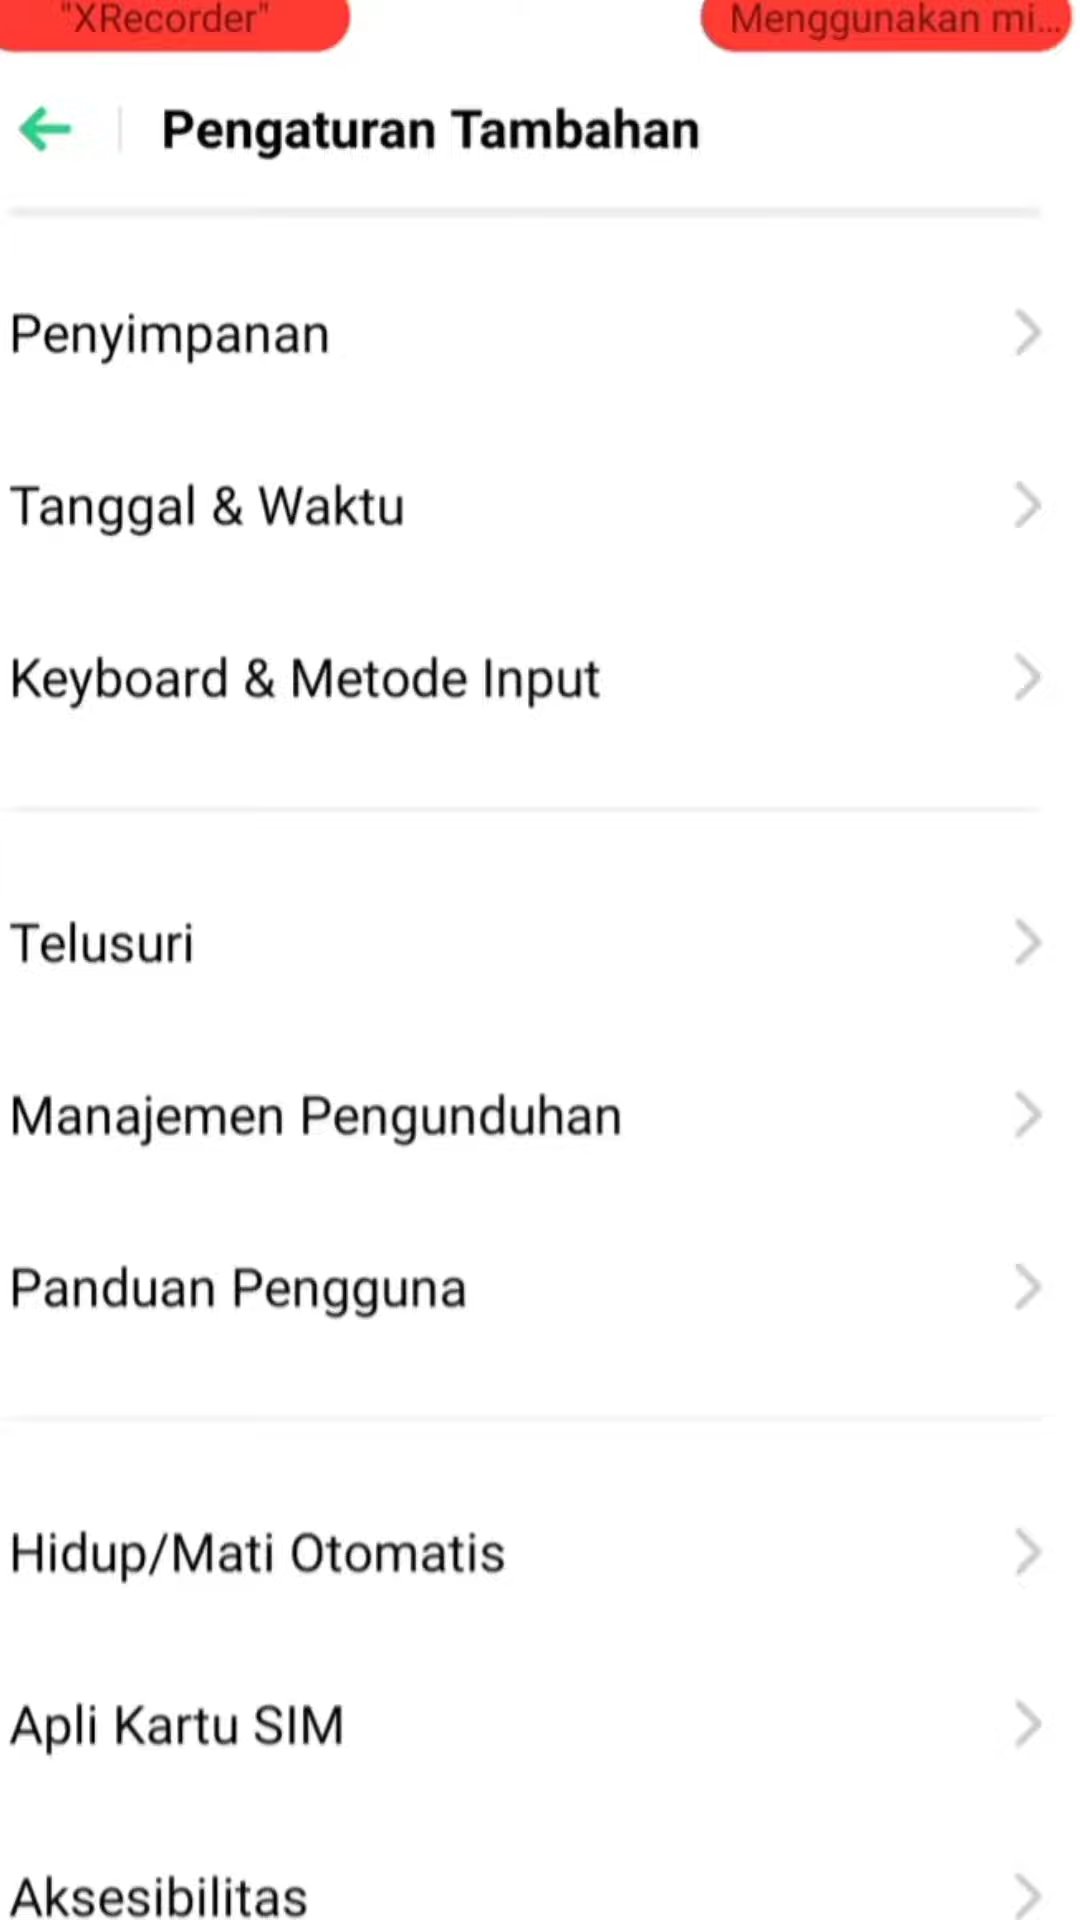 "XRecorder"
Menggunakan mi...
Pengaturan Tambahan
Penyimpanan
Tanggal & Waktu
Keyboard & Metode Input
Telusuri
Manajemen Pengunduhan
Panduan Pengguna
Hidup/Mati Otomatis
Apli Kartu SIM
Aksesibilitas